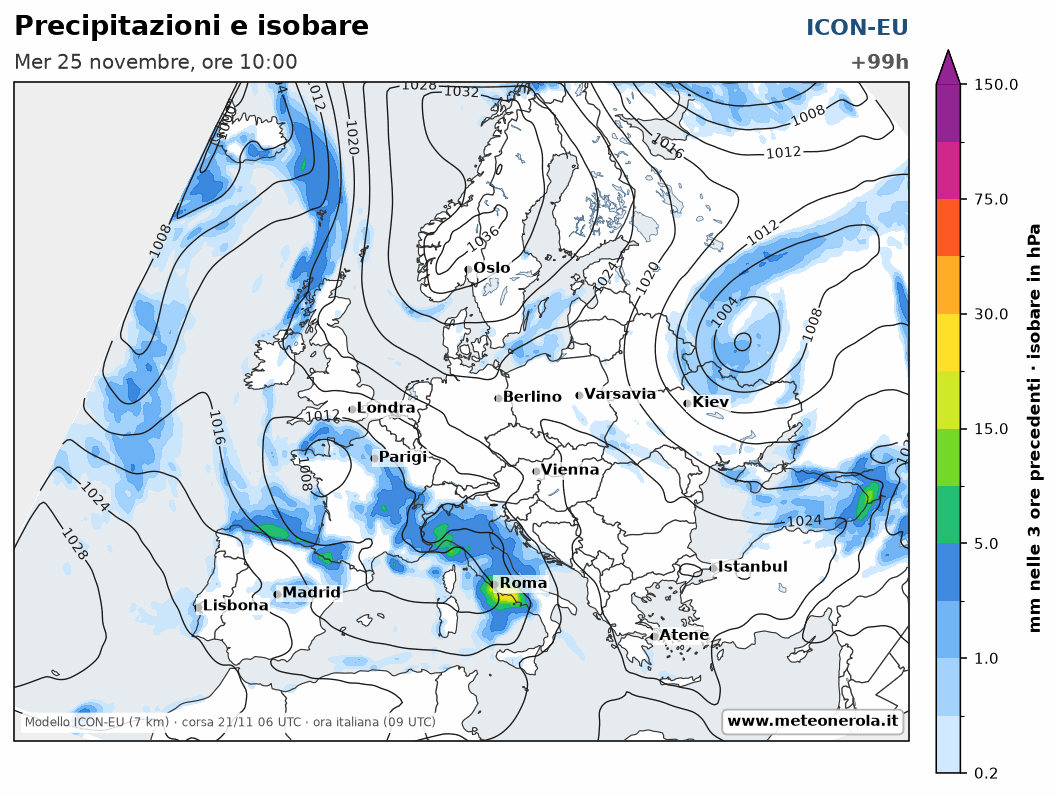 Precipitazioni e isobare
ICON-EU
Mer 25 novembre, ore 10:00
+99h
1028
1032
1012
1020
1008
1016
1008
1012
1036
1012
1024
1020
1004
1008
1012
1016
1008
1024
1028
1024
Oslo
Londra
Berlino
Varsavia
Kiev
Parigi
Vienna
Istanbul
Roma
Madrid
Lisbona
Atene
150.0
75.0
30.0
15.0
5.0
1.0
0.2
mm nelle 3 ore precedenti · isobare in hPa
Modello ICON-EU (7 km) · corsa 21/11 06 UTC · ora italiana (09 UTC)
www.meteonerola.it